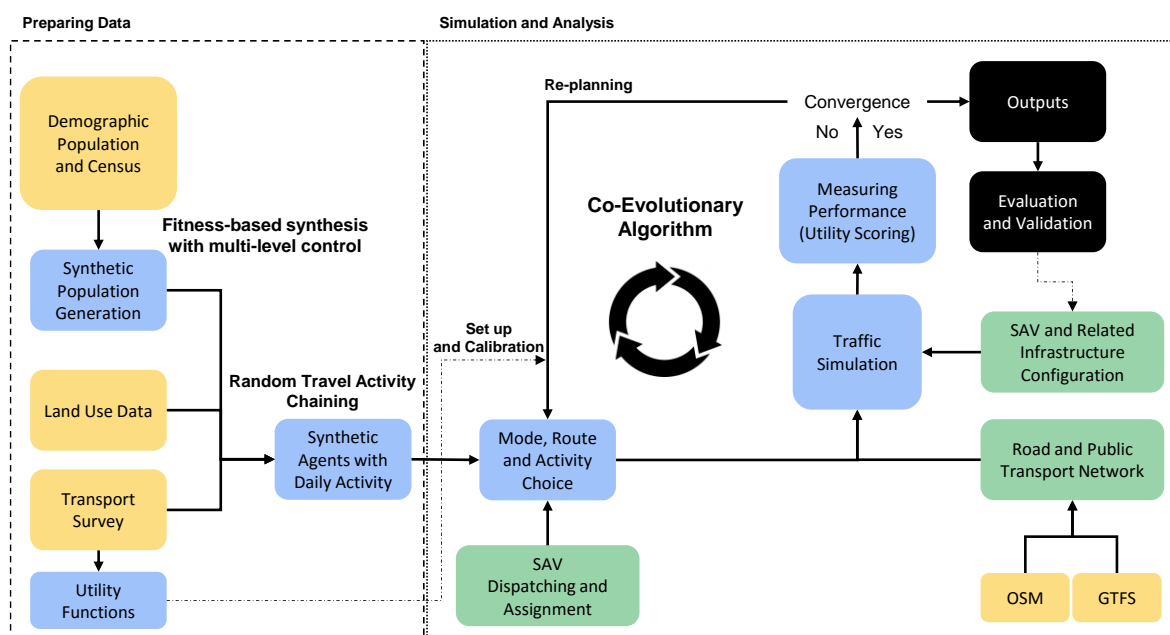 Preparing Data
Simulation and Analysis
Demographic
Population
and Census
Fitness-based synthesis
with multi-level control
Synthetic
Population
Generation
Land Use Data
Random Travel Activity
Chaining
Transport
Survey
Synthetic
Agents with
Daily Activity
Utility
Functions
Re-planning
Convergence
No
Yes
Outputs
Measuring
Performance
(Utility Scoring)
Evaluation
and Validation
Co-Evolutionary
Algorithm
Set up
and Calibration
Traffic
Simulation
SAV and Related
Infrastructure
Configuration
Mode, Route
and Activity
Choice
Road and Public
Transport Network
SAV
Dispatching and
Assignment
OSM
GTFS